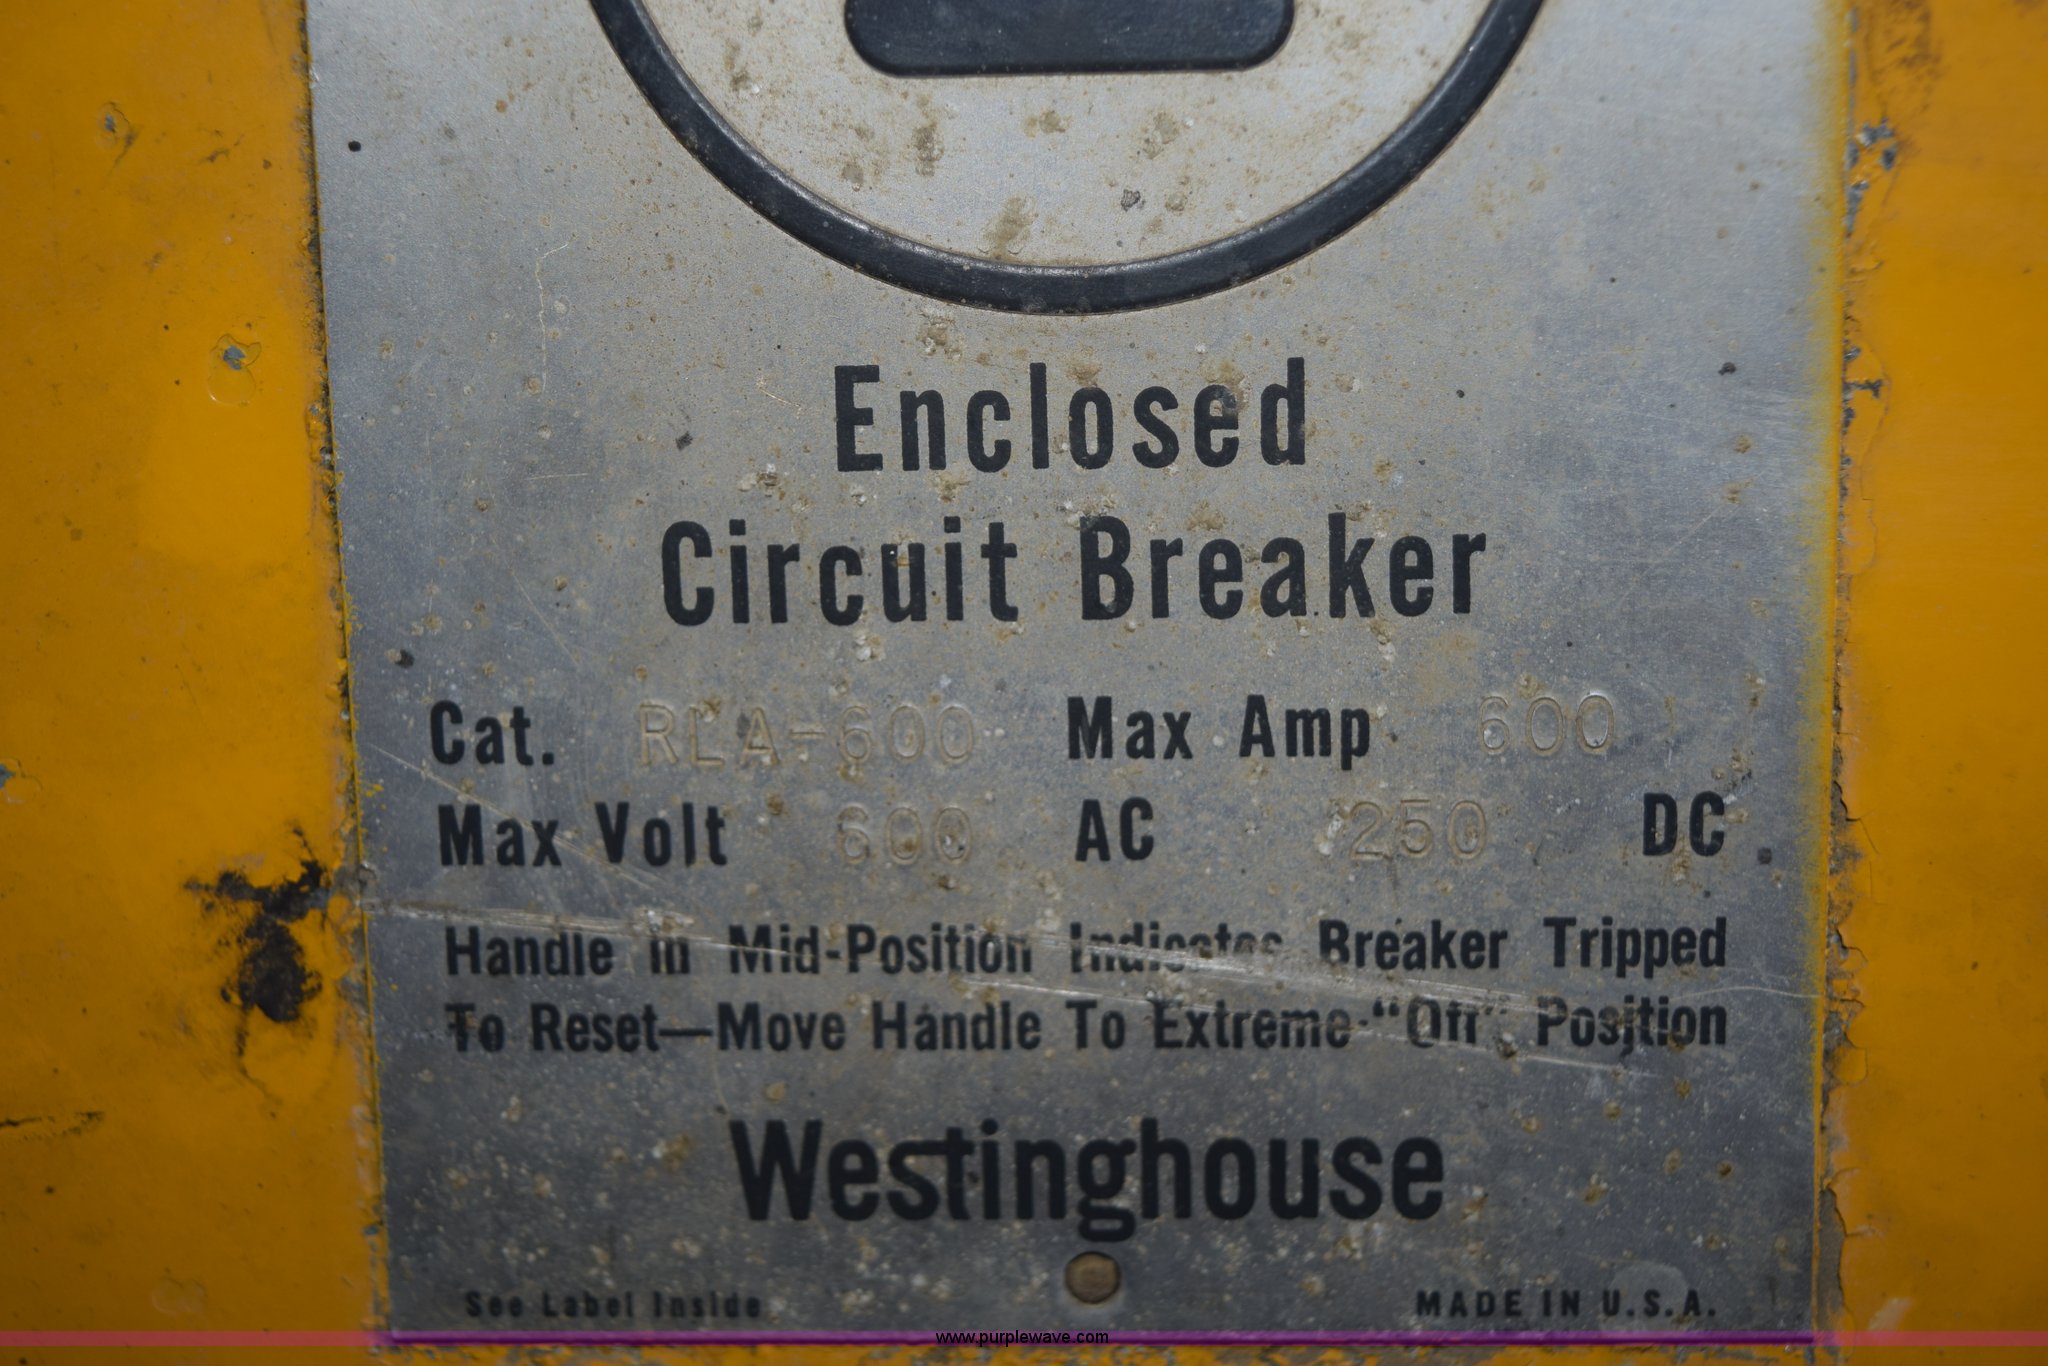 Enclosed
Circuit Breaker
Cat. RLA-600 Max Amp 600
Max Volt 600 AC 250 DC
Handle In Mid-Position Indicates Breaker Tripped
To Reset—Move Handle To Extreme "Off" Position
Westinghouse
See Label Inside MADE IN U.S.A.
www.purplewave.com